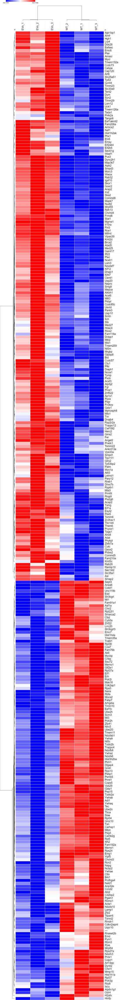 row min row max
EVs_1 EVs_2 EVs_3 WT_2 WT_1 WT_3
id id
Itgb1bp1
Amfr
Hgh1
Lrp4
Ddx28
Eefsec
Emc6
Pter
Amacr
Mycl
Tmem132a
Ccdc73
Cebpe
Cep120
Arl6
Slc25a51
Tp53
Gcnt4
Timm23
Slc30a9
Tent2
Dym
Syn2
Timm29
Lsm12
Uck1
Tmem126a
Tada1
Pi4k2a
Tango6
Eef1akmt2
Fam206a
Armcx2
Naf1
Hist1h2ak
Pbx1
Etv6
Emsy
Eif2ak4
Eif2b5
Sec61g
Wasf1
Pus3
Dync2h1
Map3k7
Alpk2
Smpd3
Morc3
Wwox
Rab32
Igsf10
Skor1
Gosr2
Arap2
Irs2
Ska2
Commd8
Mapk7
Nudt2
Mrpl55
Rdh13
Chchd4
Frmd8
Stat1
Mgme1
Il10ra
Flrt3
Rce1
Mtfmt
Vipas39
Kmt2d
Brca2
Atad5
Med25
Galnt17
Ift22
Plec
Nceh1
Lsm3
Ndufaf7
Klf12
Dnajc1
Klhl7
Ckmt1
Usp20
Nepro
Smg9
Mepce
Alkbh1
Acsl6
Mllt3
Fkbpl
Ccdc85c
Uevld
Pank3
Uap1l1
Smtn
Itch
Sts
Med27
Hdac4
Riox2
Fam118a
Dctpp1
Mbip
Mid1
Tmem259
Nt5m
Mrgbp
Gtpbp8
Bid
Ccdc57
Ctu1
Pfkl
Diaph1
Ncoa1
Tymp
Pxdn
Acsf3
Atp5j2
Fgr
Pros1
Znf622
Ap1s1
Ppox
Pdpr
Fn3krp
Gstz1
Mphosph8
Mto1
Tnr
Dnajb4
Ppp2r2a
Trappc12
Cwf19l2
Herc2
Gins2
Fer
Angel2
Pradc1
Tomm22
Ankrd13a
Vps33a
Smpd1
Tcp11l1
Glrx2
Tp53bp2
Palm
Myo1a
Akt3
Letmd1
Parp12
Rreb1
Dhrs7b
Ppp6r1
Mta3
Prmt9
Rogdi
Pla2g6
Acap2
Txlng
Eif1a
Esyt2
Pex5
Tomm6
Zc3hav1
Tbc1d4
Them6
Pcyox1
Tpgs1
Ano8
Adal
Phykpl
Zbtb7a
Cutc
Qsox2
Ptdss2
Commd5
Fam210a
Kmt5c
Rab28
Ranbp10
Sec14l2
Slc35a1
Asl
Smap2
Sept3
Anxa6
Cobll1
Unc119b
Esd
Sh3bgrl
Mt1
Fam91a1
Asf1a
Chn2
Rpl22l1
Smarca2
Ctsz
Cyb5a
Znf22
Lrrc20
Sh3bgrl3
Emc7
Hist1h4a
Tmem35a
Trafd1
Rpl36
Coa7
Fam76b
Ak6
Mycbp
Cnbp
Ssu72
Memo1
Gtf2e1
Rpl37a
Eif1
Erh
Polr2i
Mak16
Cdk2ap1
Rpa3
Nans
Rbfa
Mocs2
Fabp7
Arhgdia
Timm10
Eef1b
Ube2h
Scrn3
Mt3
Polr2h
Zfp41
Nlrc5
Ube2l3
Tmem11
Ndufab1
Ywhah
Nt5c
Tubb2b
Trappc4
Ndufb8
Ywhaz
Ndufs6
Hist3h2ba
Plch1
Dlgap4
Gcsh
Rps13
Pebp1
Psmb5
Prmt1
Cops5
Vps29
Gstp1
Pea15
Tubb2a
Ywhab
Adi1
Ywhaq
Tec
Ube2n
Tbca
Siae
Rpl34
Grcc10
Txn
Carhsp1
Mtpn
Peg3
Camk2g
Rpl5
Itih2
Fam192a
Msmo1
Rps24
Emg1
Yipf5
Chchd3
Rcn2
Napg
Ncbp2
Ywhae
Cttn
Brk1
Pcdhga4
Natd1
Anp32e
Ccnd2
Abi2
Cd2bp2
Pgam1
Romo1
Acta1
Ndufa10
Lamp1
Zfp2
Tspan6
Txnrd2
Rmdn1
Cdkn2aipnl
Uqcr10
---
Rnaset2b
Emd
Pym1
Rbm3
Ppie
Mrpl54
Rps27a
Ndufv3
Prdx1
Copz1
Arl14ep
Dynll2
Chd1l
Mmp15
Hist1h1a
Rpl37
Polr2g
Rrp8
Iscu
Atp6v1g1
Odr4
H2afx
Hinfp